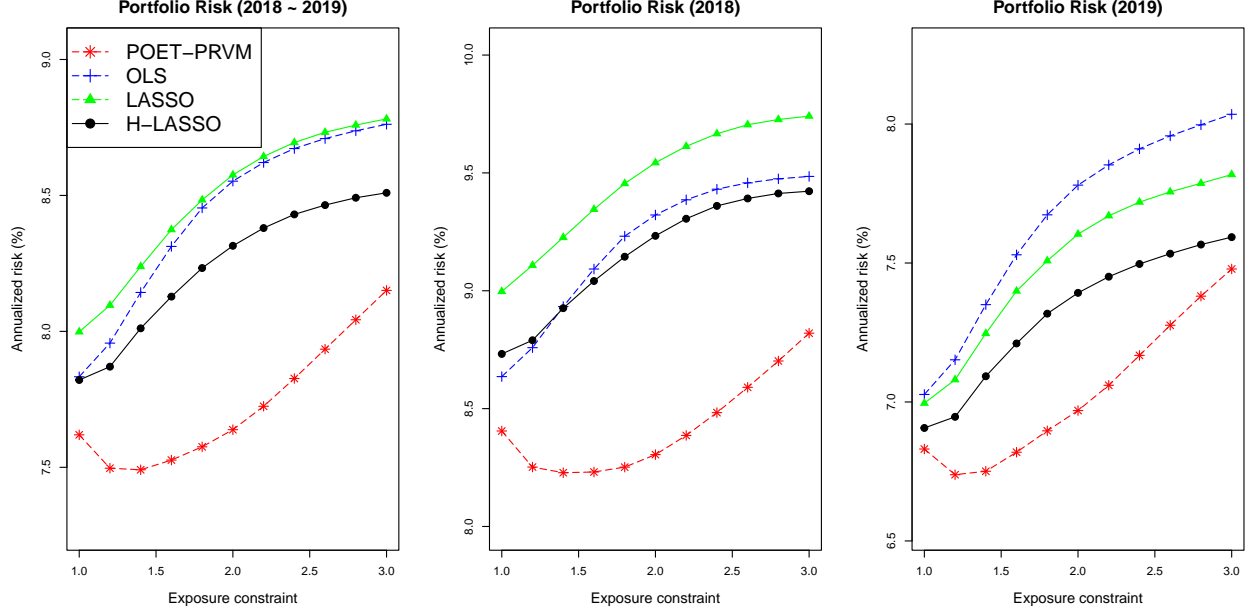 Portfolio Risk (2018 ~ 2019)
9.0
8.5
8.0
7.5
Annualized risk (%)
POET−PRVM
OLS
LASSO
H−LASSO
1.0 1.5 2.0 2.5 3.0
Exposure constraint
Portfolio Risk (2018)
10.0
9.5
9.0
8.5
8.0
Annualized risk (%)
1.0 1.5 2.0 2.5 3.0
Exposure constraint
Portfolio Risk (2019)
8.0
7.5
7.0
6.5
Annualized risk (%)
1.0 1.5 2.0 2.5 3.0
Exposure constraint